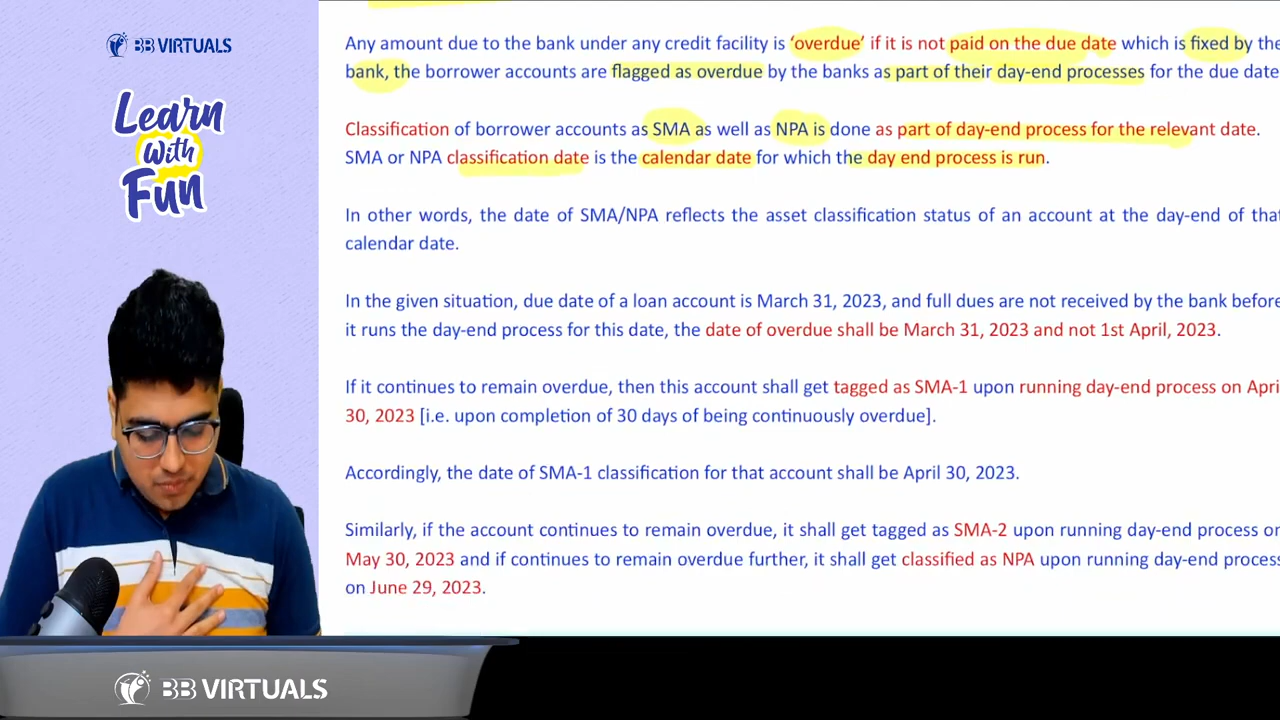 BB VIRTUALS
Learn
With
Fun
Any amount due to the bank under any credit facility is ‘overdue’ if it is not paid on the due date which is fixed by the
bank, the borrower accounts are flagged as overdue by the banks as part of their day-end processes for the due date
Classification of borrower accounts as SMA as well as NPA is done as part of day-end process for the relevant date.
SMA or NPA classification date is the calendar date for which the day end process is run.
In other words, the date of SMA/NPA reflects the asset classification status of an account at the day-end of that
calendar date.
In the given situation, due date of a loan account is March 31, 2023, and full dues are not received by the bank before
it runs the day-end process for this date, the date of overdue shall be March 31, 2023 and not 1st April, 2023.
If it continues to remain overdue, then this account shall get tagged as SMA-1 upon running day-end process on Apri
30, 2023 [i.e. upon completion of 30 days of being continuously overdue].
Accordingly, the date of SMA-1 classification for that account shall be April 30, 2023.
Similarly, if the account continues to remain overdue, it shall get tagged as SMA-2 upon running day-end process on
May 30, 2023 and if continues to remain overdue further, it shall get classified as NPA upon running day-end process
on June 29, 2023.
BB VIRTUALS